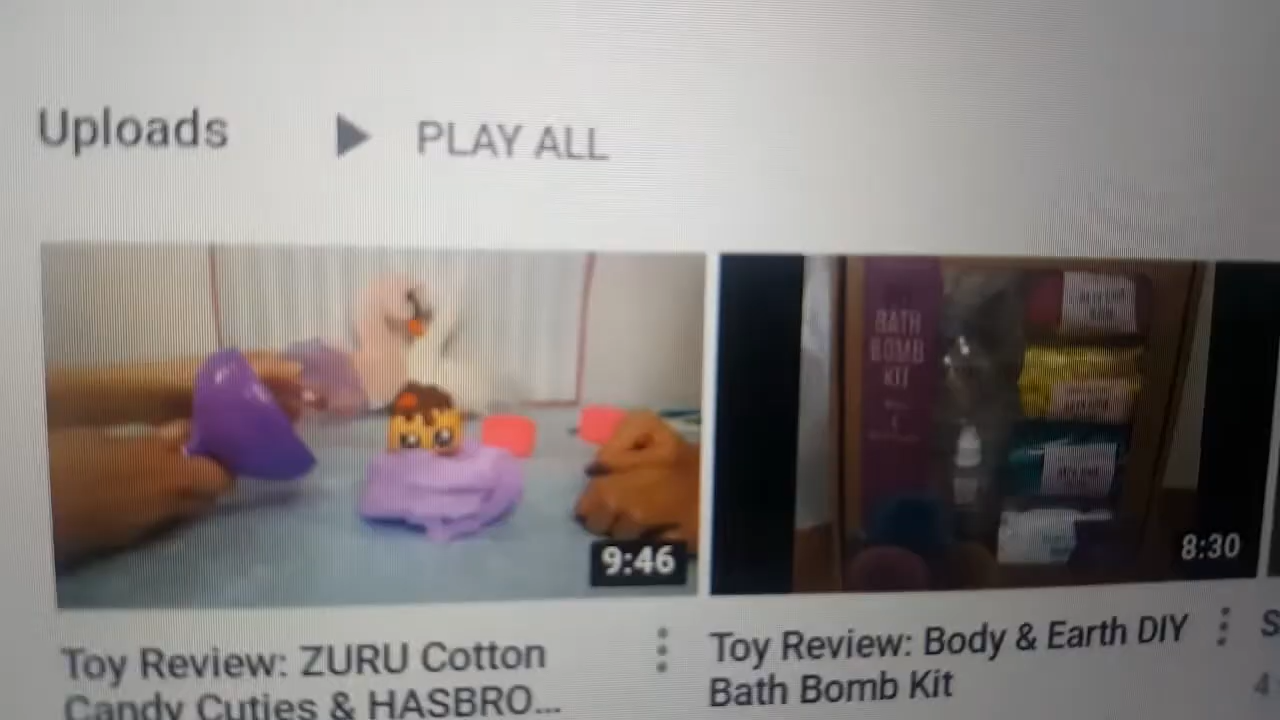 Uploads
PLAY ALL
BATH
BOMB
KIT
9:46
8:30
Toy Review: ZURU Cotton
Candy Cuties & HASBRO...
Toy Review: Body & Earth DIY
Bath Bomb Kit
S
4